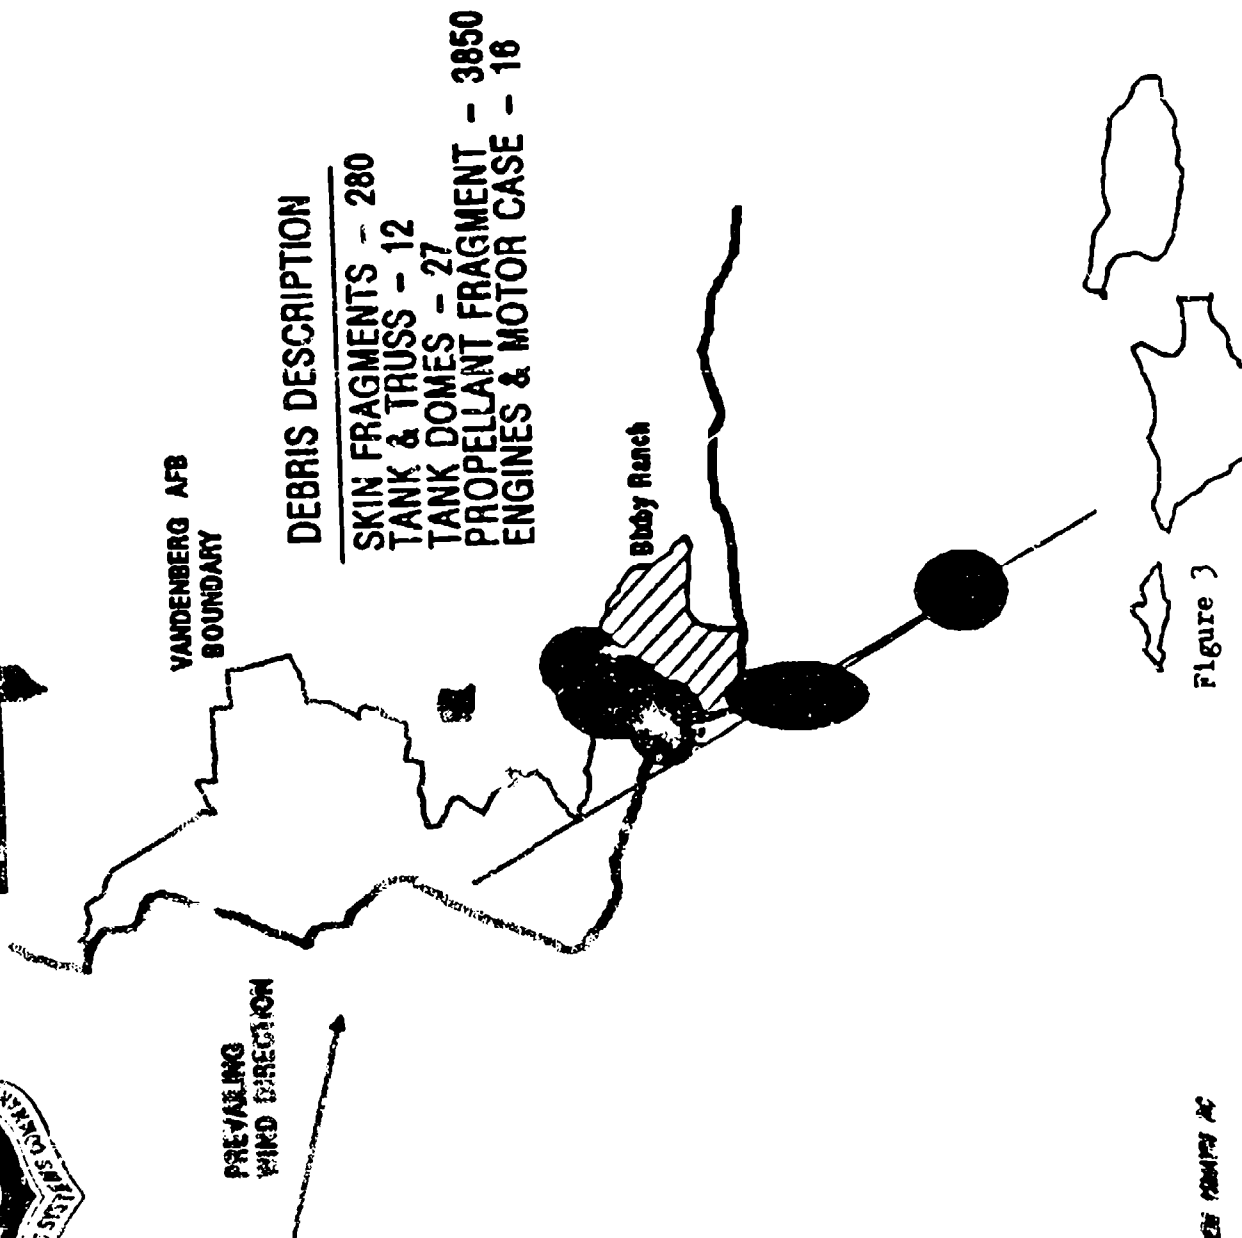 VANDENBERG AFB
BOUNDARY
DEBRIS DESCRIPTION
SKIN FRAGMENTS - 280
TANK & TRUSS - 12
TANK DOMES - 27
PROPELLANT FRAGMENT - 3850
ENGINES & MOTOR CASE - 16
PREVAILING
WIND DIRECTION
Ranch
Figure 3